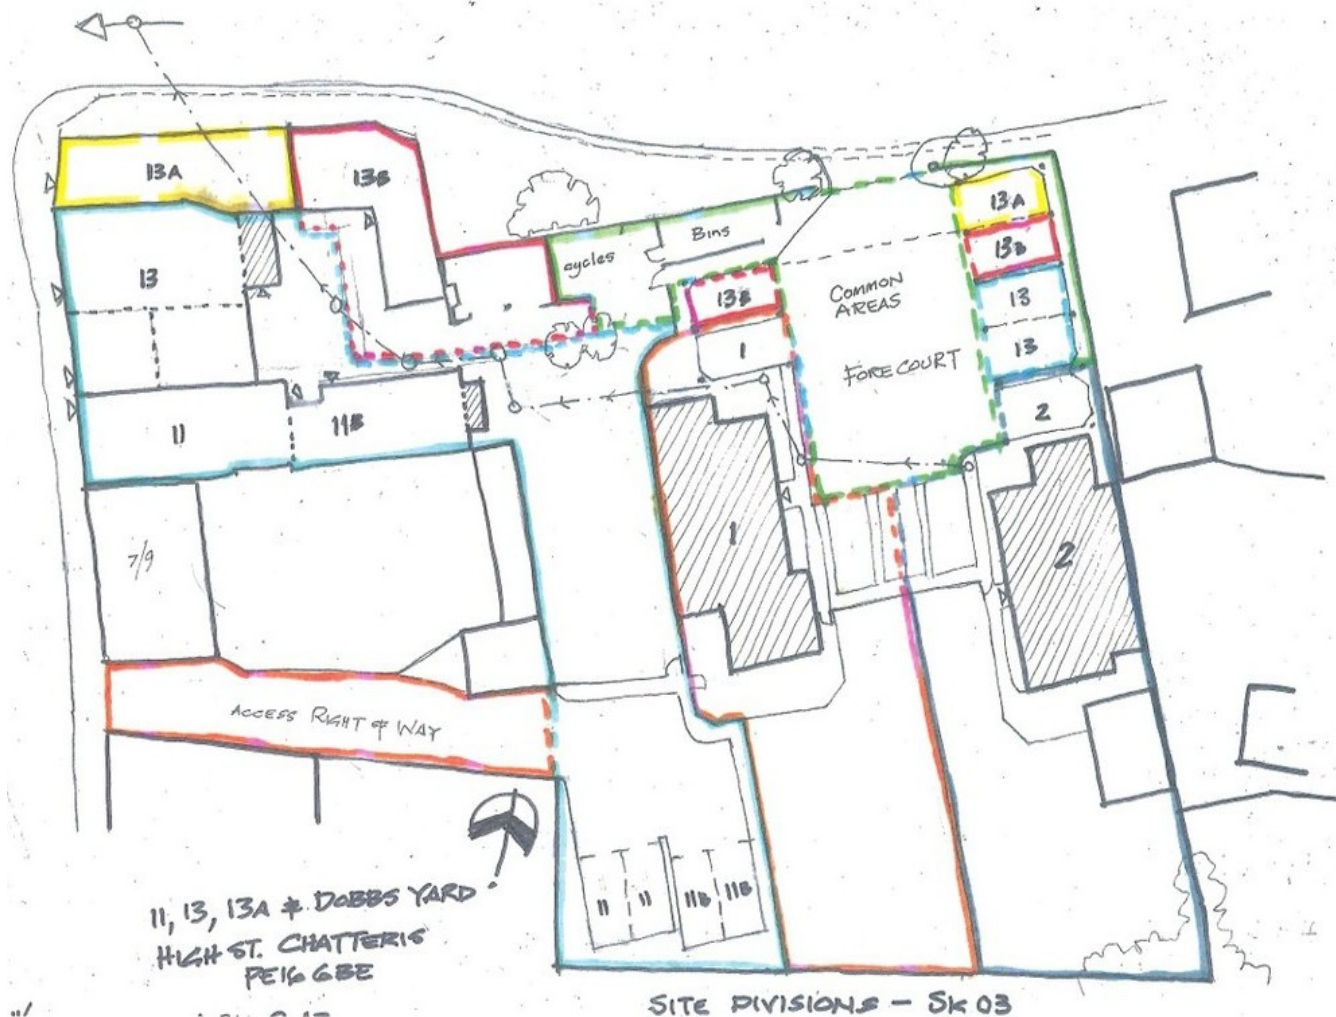 13A
13B
13A
Bins
cycles
13B
13
13B
COMMON
AREAS
13
1
13
FORECOURT
2
11
11B
1
2
7/9
ACCESS RIGHT OF WAY
11
11
11B
11B
11, 13, 13A & DOBBS YARD
HIGH ST. CHATTERIS
PE16 6BE
SITE DIVISIONS - SK 03